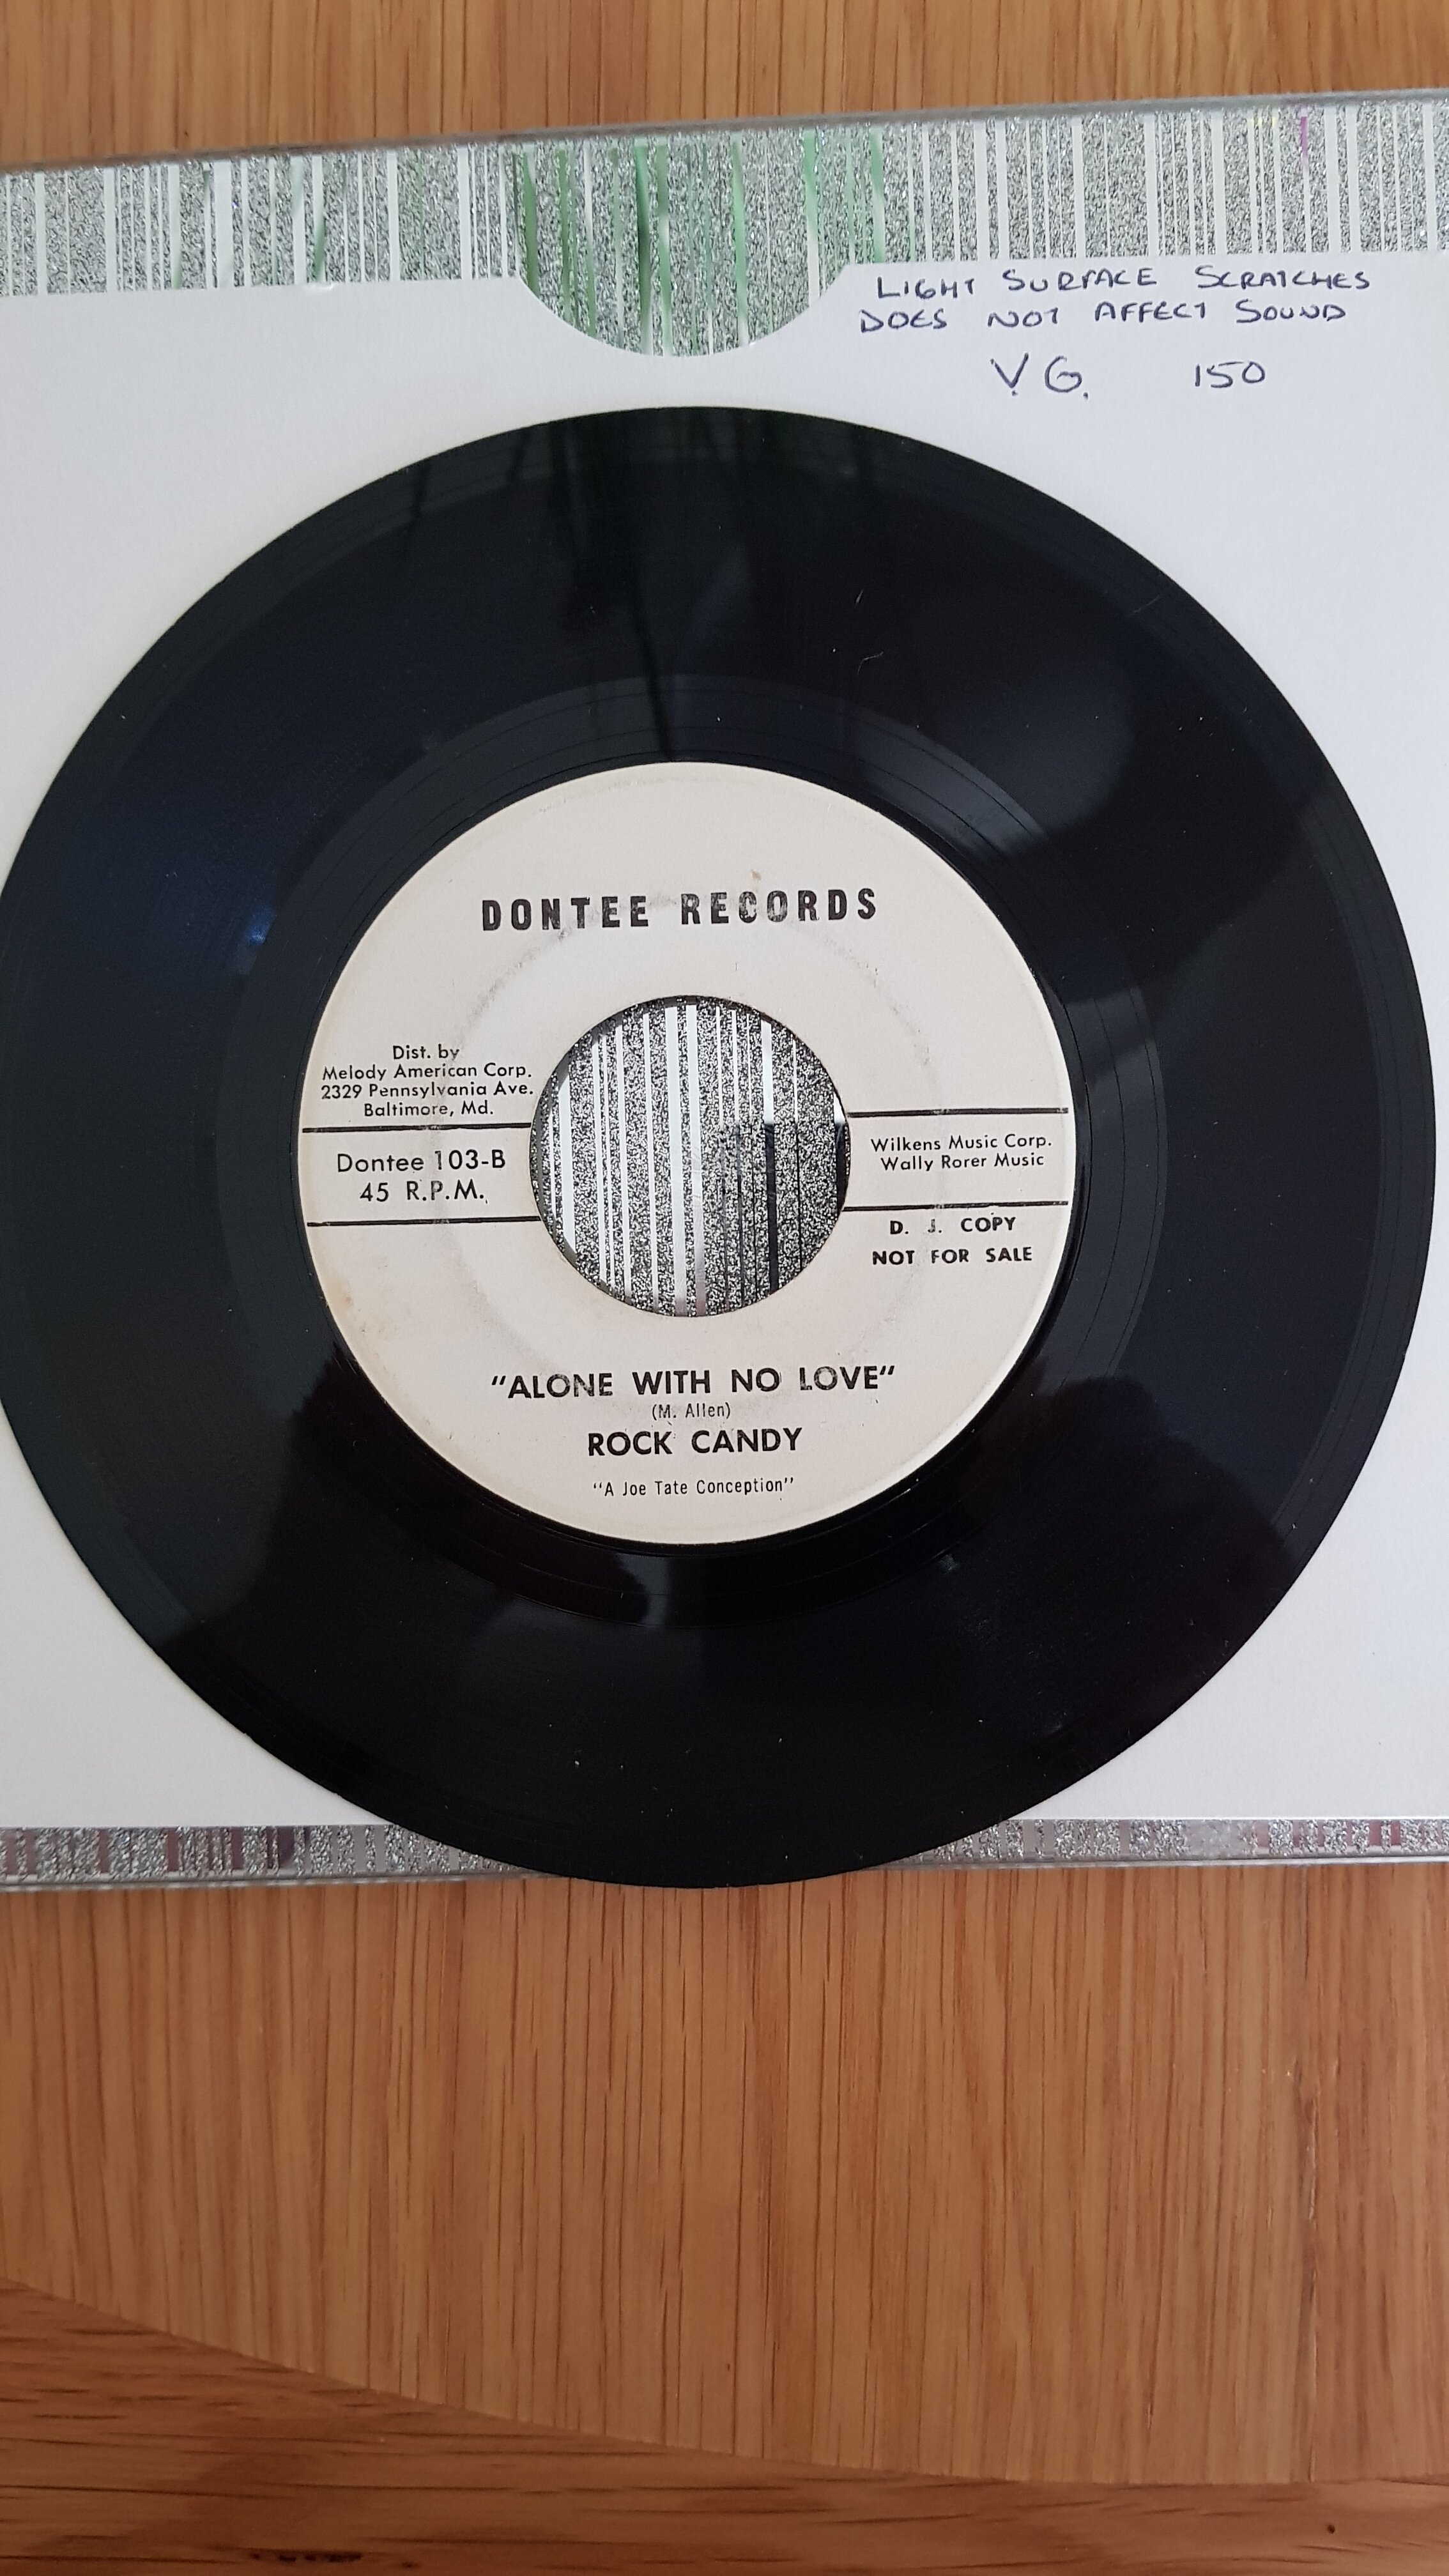 LIGHT SURFACE SCRATCHES
DOES NOT AFFECT SOUND
V.G. 150
DONTEE RECORDS
Dist. by
Melody American Corp.
2329 Pennsylvania Ave.
Baltimore, Md.
Dontee 103-B
45 R.P.M.
Wilkens Music Corp.
Wally Rorer Music
D. J. COPY
NOT FOR SALE
"ALONE WITH NO LOVE"
(M. Allen)
ROCK CANDY
"A Joe Tate Conception"